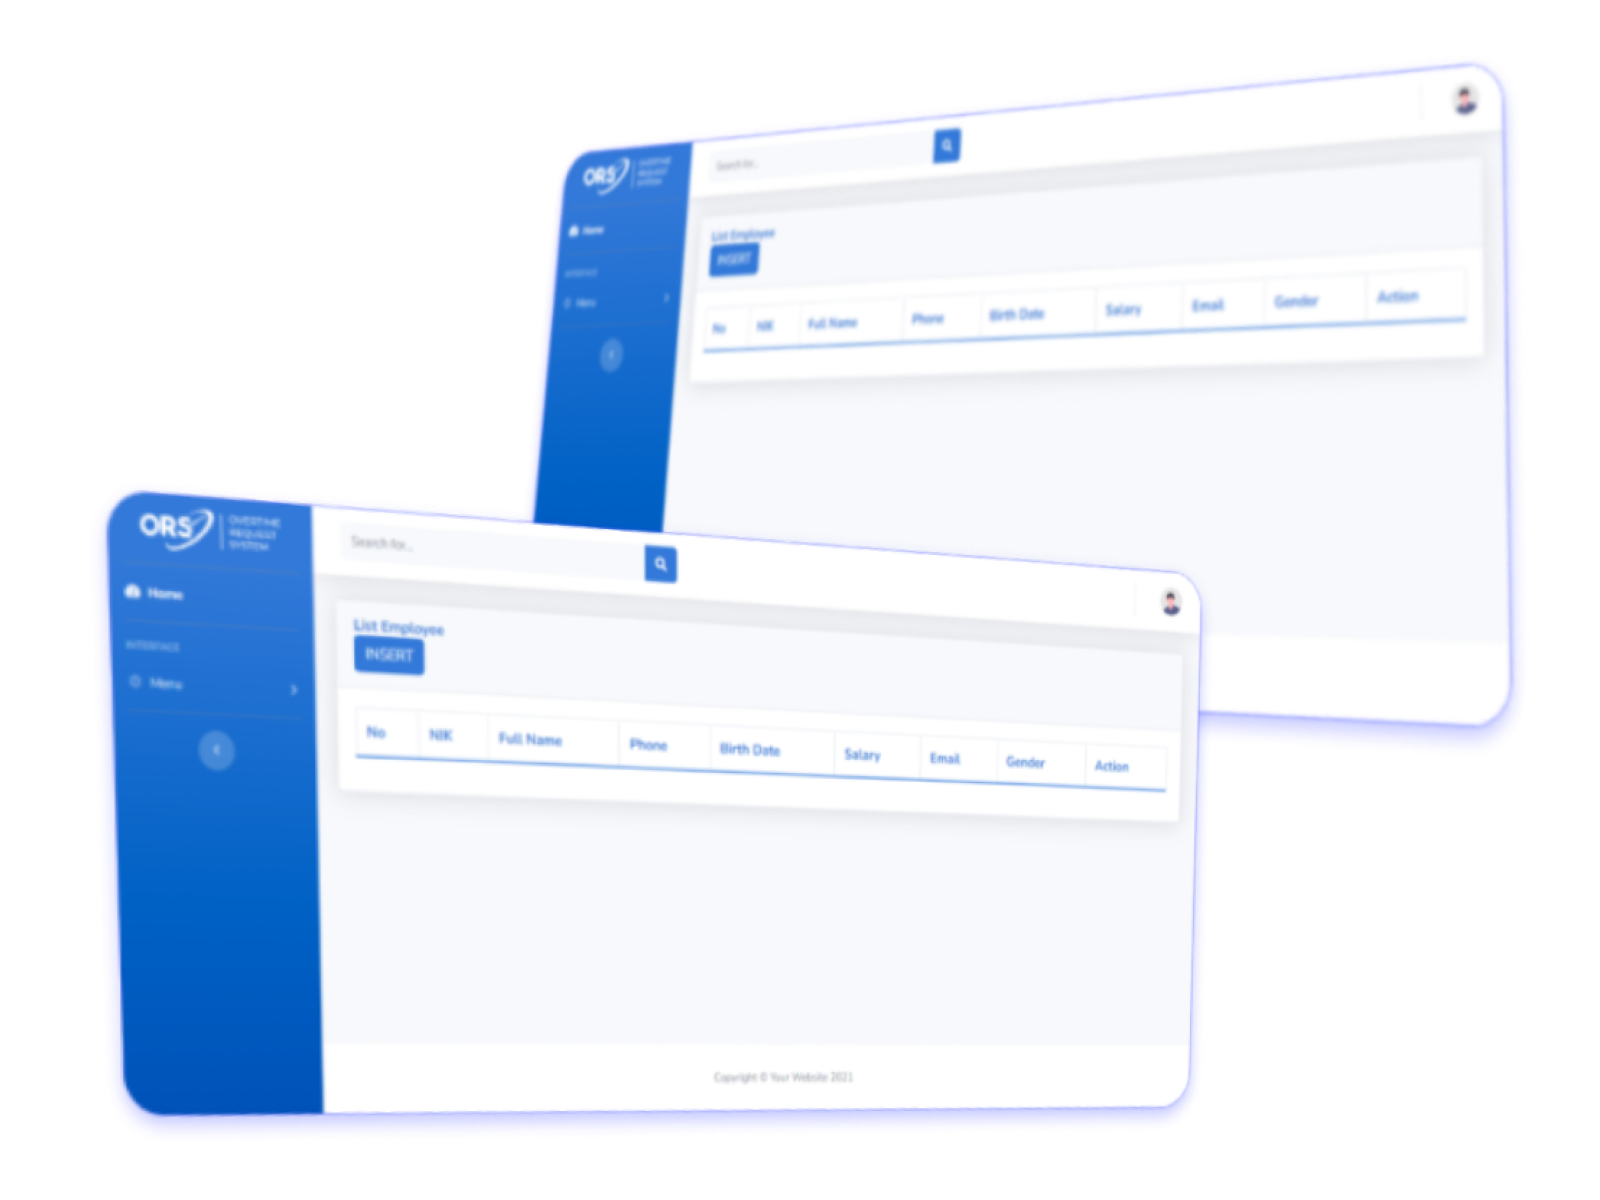 ORS OVERTIME
REQUEST
SYSTEM
Search for...
Home
List Employee
INSERT
INTERFACE
Menu
No NIK Full Name Phone Birth Date Salary Email Gender Action
ORS OVERTIME
REQUEST
SYSTEM
Search for...
Home
List Employee
INSERT
INTERFACE
Menu
No NIK Full Name Phone Birth Date Salary Email Gender Action
Copyright © Your Website 2021